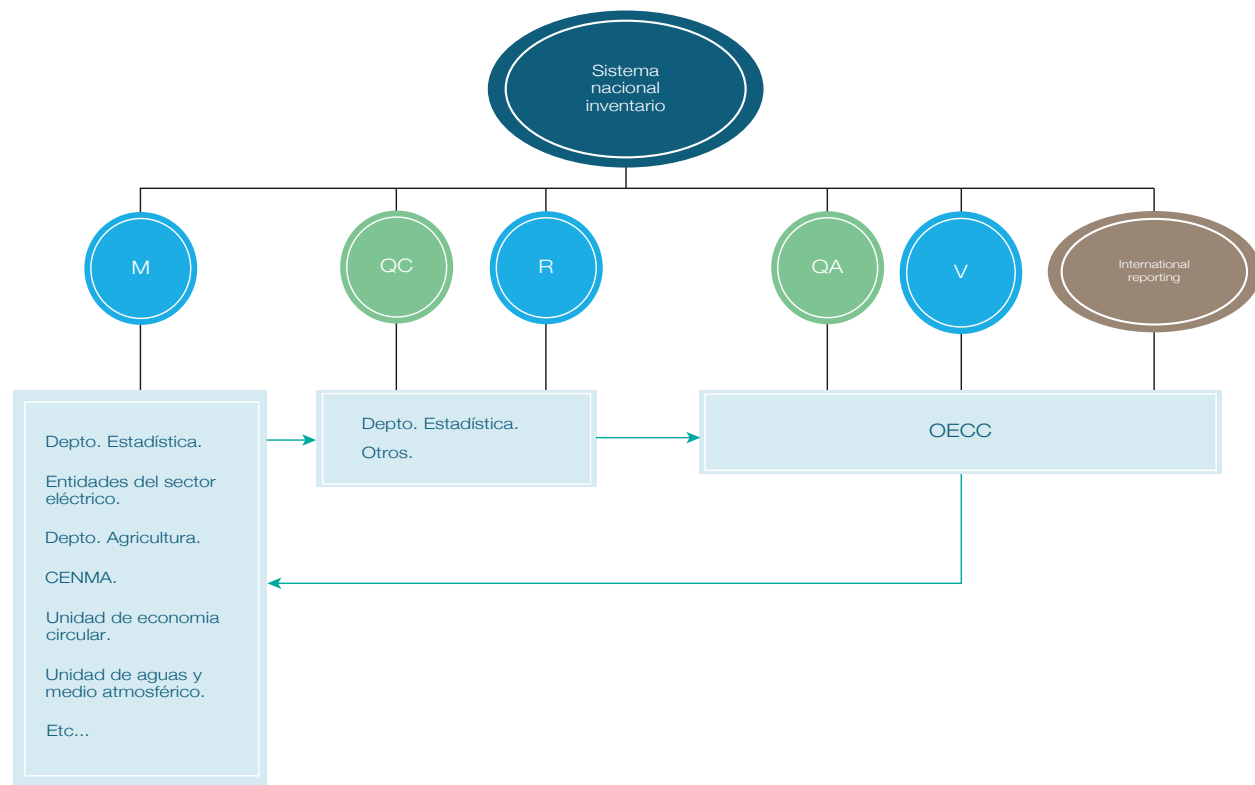 Sistema
nacional
inventario
M
QC
R
QA
V
International
reporting
Depto. Estadística.
Entidades del sector
eléctrico.
Depto. Agricultura.
CENMA.
Unidad de economia
circular.
Unidad de aguas y
medio atmosférico.
Etc...
Depto. Estadística.
Otros.
OECC